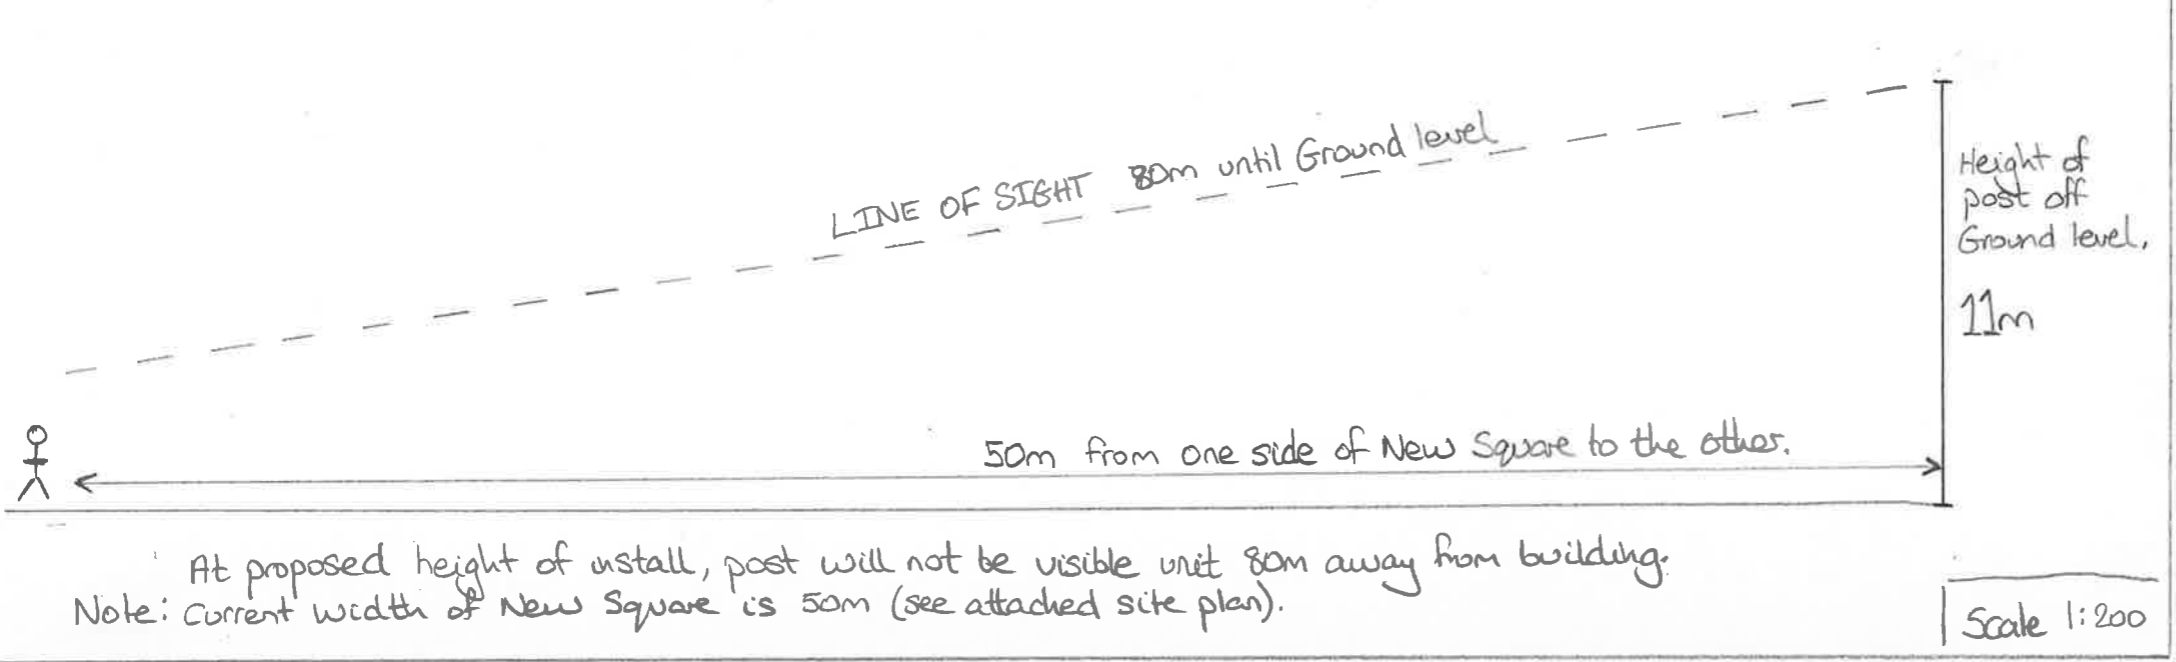 LINE OF SIGHT 80m until Ground level
Height of
post off
Ground level.
11m
50m from one side of New Square to the other.
At proposed height of install, post will not be visible unit 80m away from building.
Note: Current width of New Square is 50m (see attached site plan).
Scale 1:200